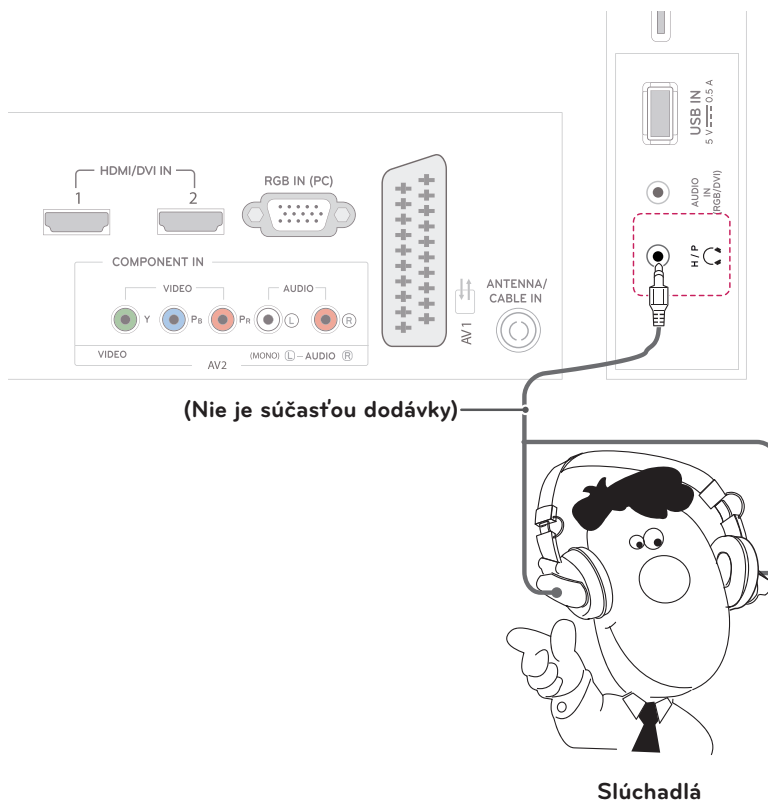 USB IN
5 V 0.5 A
AUDIO
IN
(RGB/DVI)
H / P
HDMI/DVI IN
1 2
RGB IN (PC)
COMPONENT IN
VIDEO AUDIO
Y PB PR L R
VIDEO
AV2
(MONO) L – AUDIO R
AV1
ANTENNA/
CABLE IN
(Nie je súčasťou dodávky)
Slúchadlá